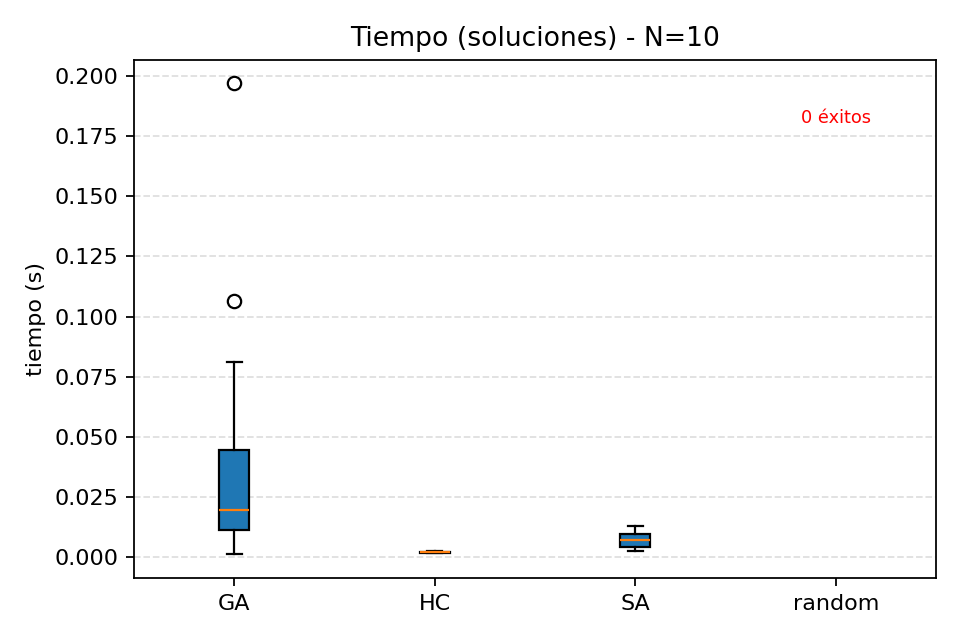 Tiempo (soluciones) - N=10
tiempo (s)
0.200
0.175
0.150
0.125
0.100
0.075
0.050
0.025
0.000
0 éxitos
GA
HC
SA
random